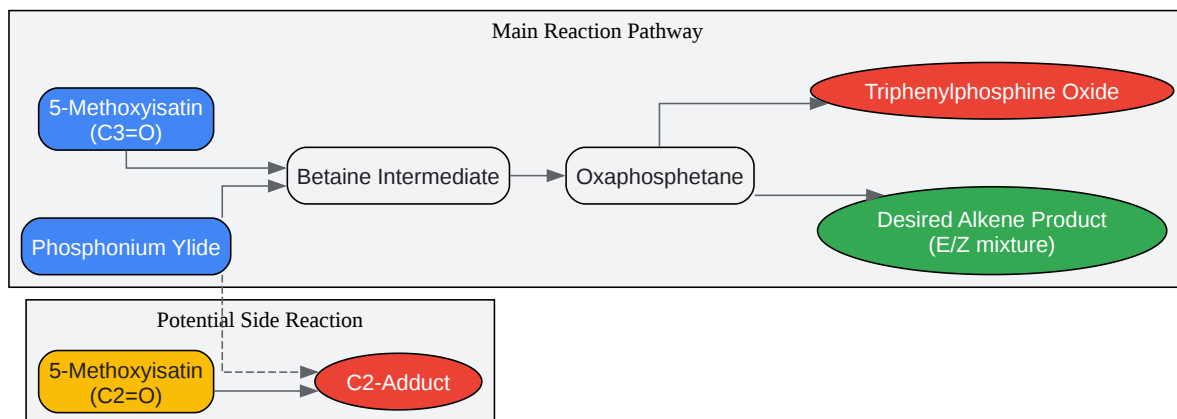 Main Reaction Pathway
5-Methoxyisatin
(C3=O)
Triphenylphosphine Oxide
Betaine Intermediate
Oxaphosphetane
Phosphonium Ylide
Desired Alkene Product
(E/Z mixture)
Potential Side Reaction
5-Methoxyisatin
(C2=O)
C2-Adduct